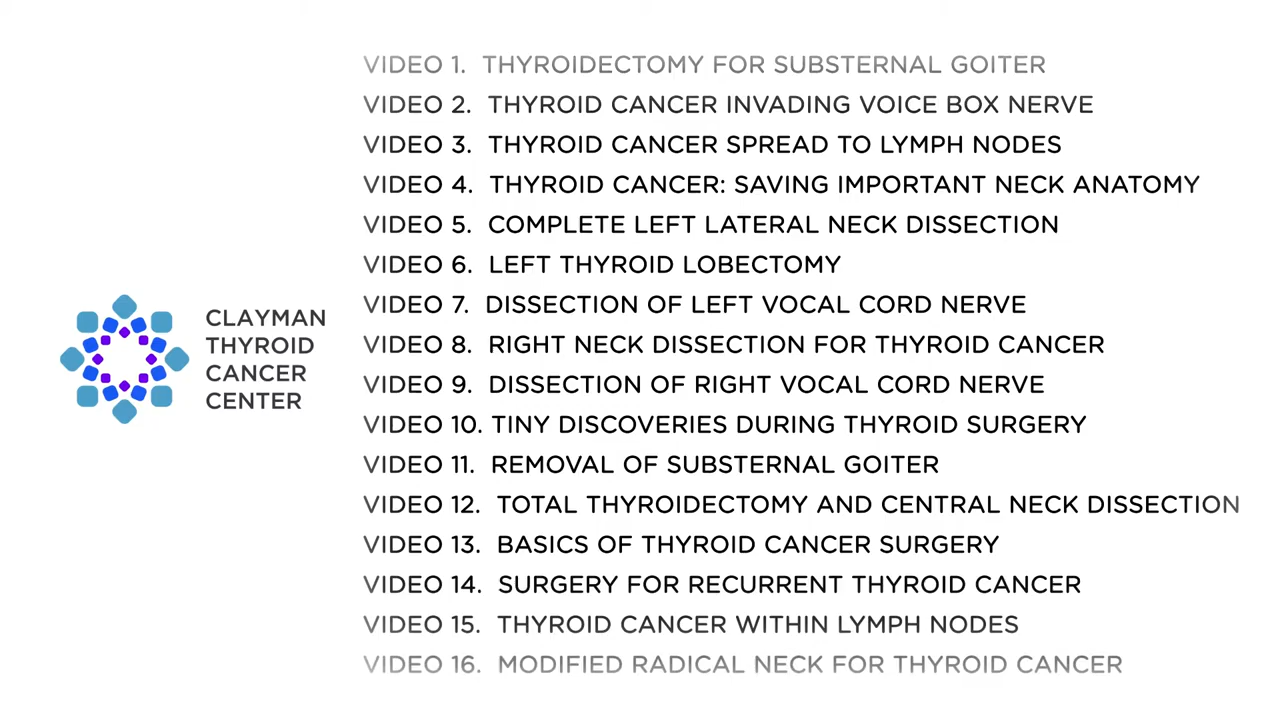 VIDEO 1. THYROIDECTOMY FOR SUBSTERNAL GOITER
VIDEO 2. THYROID CANCER INVADING VOICE BOX NERVE
VIDEO 3. THYROID CANCER SPREAD TO LYMPH NODES
VIDEO 4. THYROID CANCER: SAVING IMPORTANT NECK ANATOMY
VIDEO 5. COMPLETE LEFT LATERAL NECK DISSECTION
VIDEO 6. LEFT THYROID LOBECTOMY
VIDEO 7. DISSECTION OF LEFT VOCAL CORD NERVE
VIDEO 8. RIGHT NECK DISSECTION FOR THYROID CANCER
VIDEO 9. DISSECTION OF RIGHT VOCAL CORD NERVE
VIDEO 10. TINY DISCOVERIES DURING THYROID SURGERY
VIDEO 11. REMOVAL OF SUBSTERNAL GOITER
VIDEO 12. TOTAL THYROIDECTOMY AND CENTRAL NECK DISSECTION
VIDEO 13. BASICS OF THYROID CANCER SURGERY
VIDEO 14. SURGERY FOR RECURRENT THYROID CANCER
VIDEO 15. THYROID CANCER WITHIN LYMPH NODES
VIDEO 16. MODIFIED RADICAL NECK FOR THYROID CANCER
CLAYMAN
THYROID
CANCER
CENTER